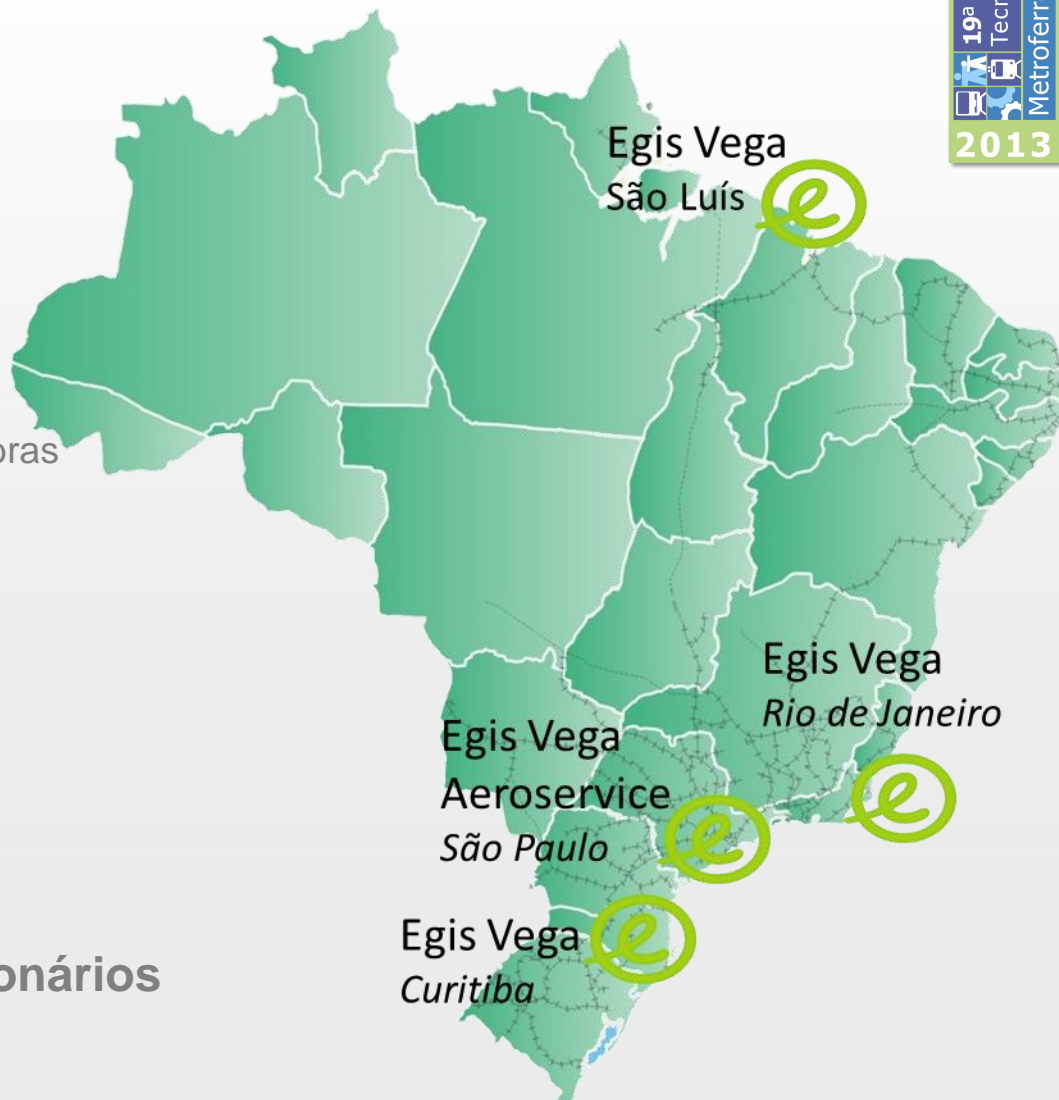 19ª
2013
Egis Vega
São Luís
Egis Vega
Rio de Janeiro
Egis Vega
Aeroservice
São Paulo
Egis Vega
Curitiba